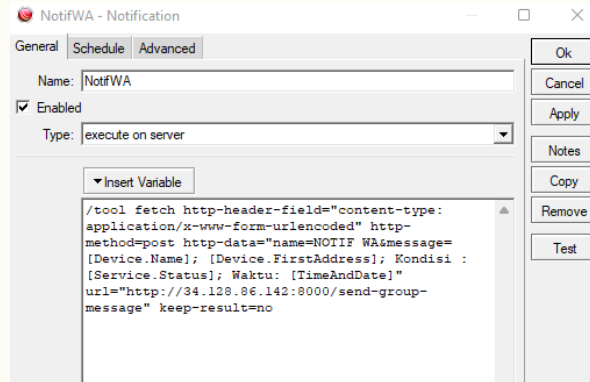 NotifWA - Notification
General Schedule Advanced
Name: NotifWA
Enabled
Type: execute on server
Insert Variable
/tool fetch http-header-field="content-type:
application/x-www-form-urlencoded" http-
method=post http-data="name=NOTIF WA&message=
[Device.Name]; [Device.FirstAddress]; Kondisi :
[Service.Status]; Waktu: [TimeAndDate]"
url="http://34.128.86.142:8000/send-group-
message" keep-result=no
Ok
Cancel
Apply
Notes
Copy
Remove
Test